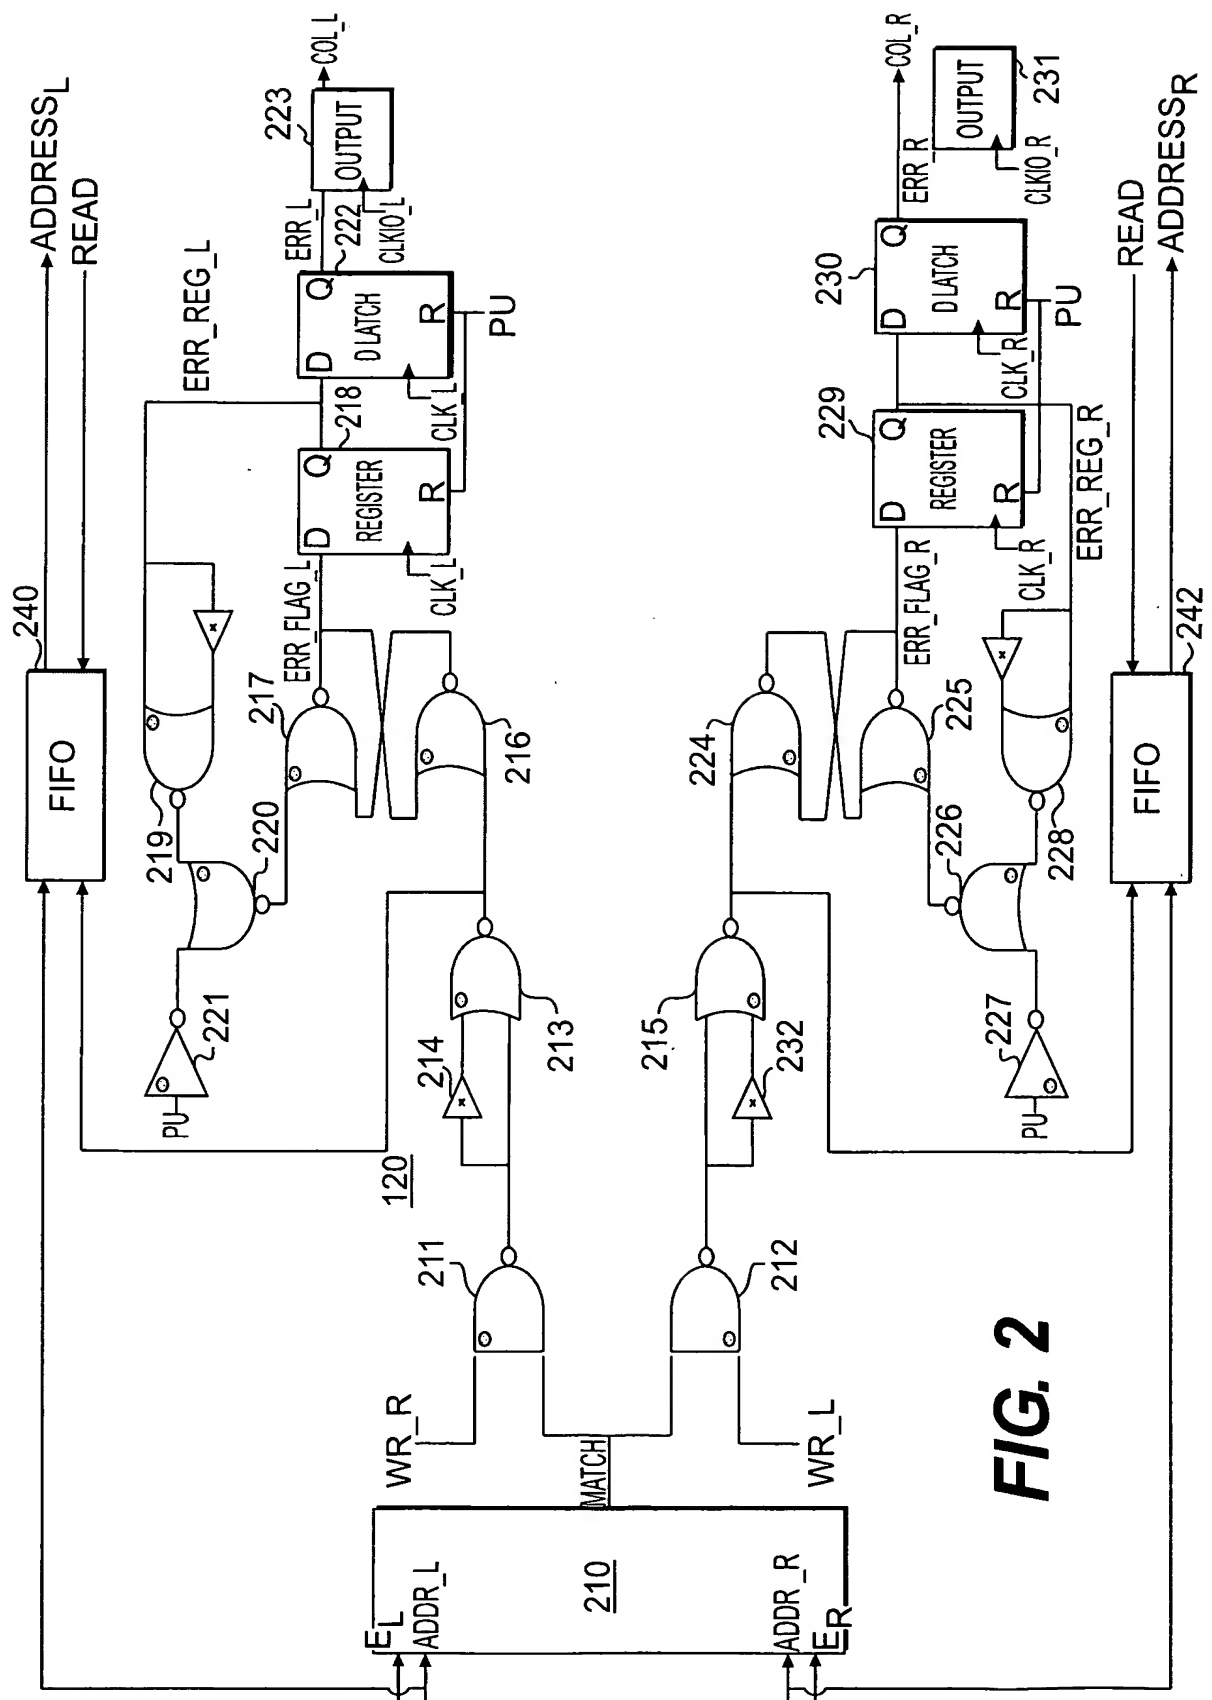 240
FIFO
ADDRESS_L
READ
ERR_REG_L
219
220
221
PU
217
ERR_FLAG_L
D
Q
REGISTER
R
218
CLK_L
D
Q
DLATCH
R
222
CLK_L
PU
ERR_L
223
OUTPUT
CLKIO_L
COL_L
216
120
214
213
211
WR_R
E_L
ADDR_L
210
MATCH
ADDR_R
E_R
WR_L
212
215
232
224
225
226
227
PU
228
ERR_FLAG_R
D
Q
REGISTER
R
229
CLK_R
D
Q
DLATCH
R
230
CLK_R
PU
ERR_R
COL_R
OUTPUT
231
CLKIO_R
ERR_REG_R
READ
ADDRESS_R
FIFO
242
FIG. 2